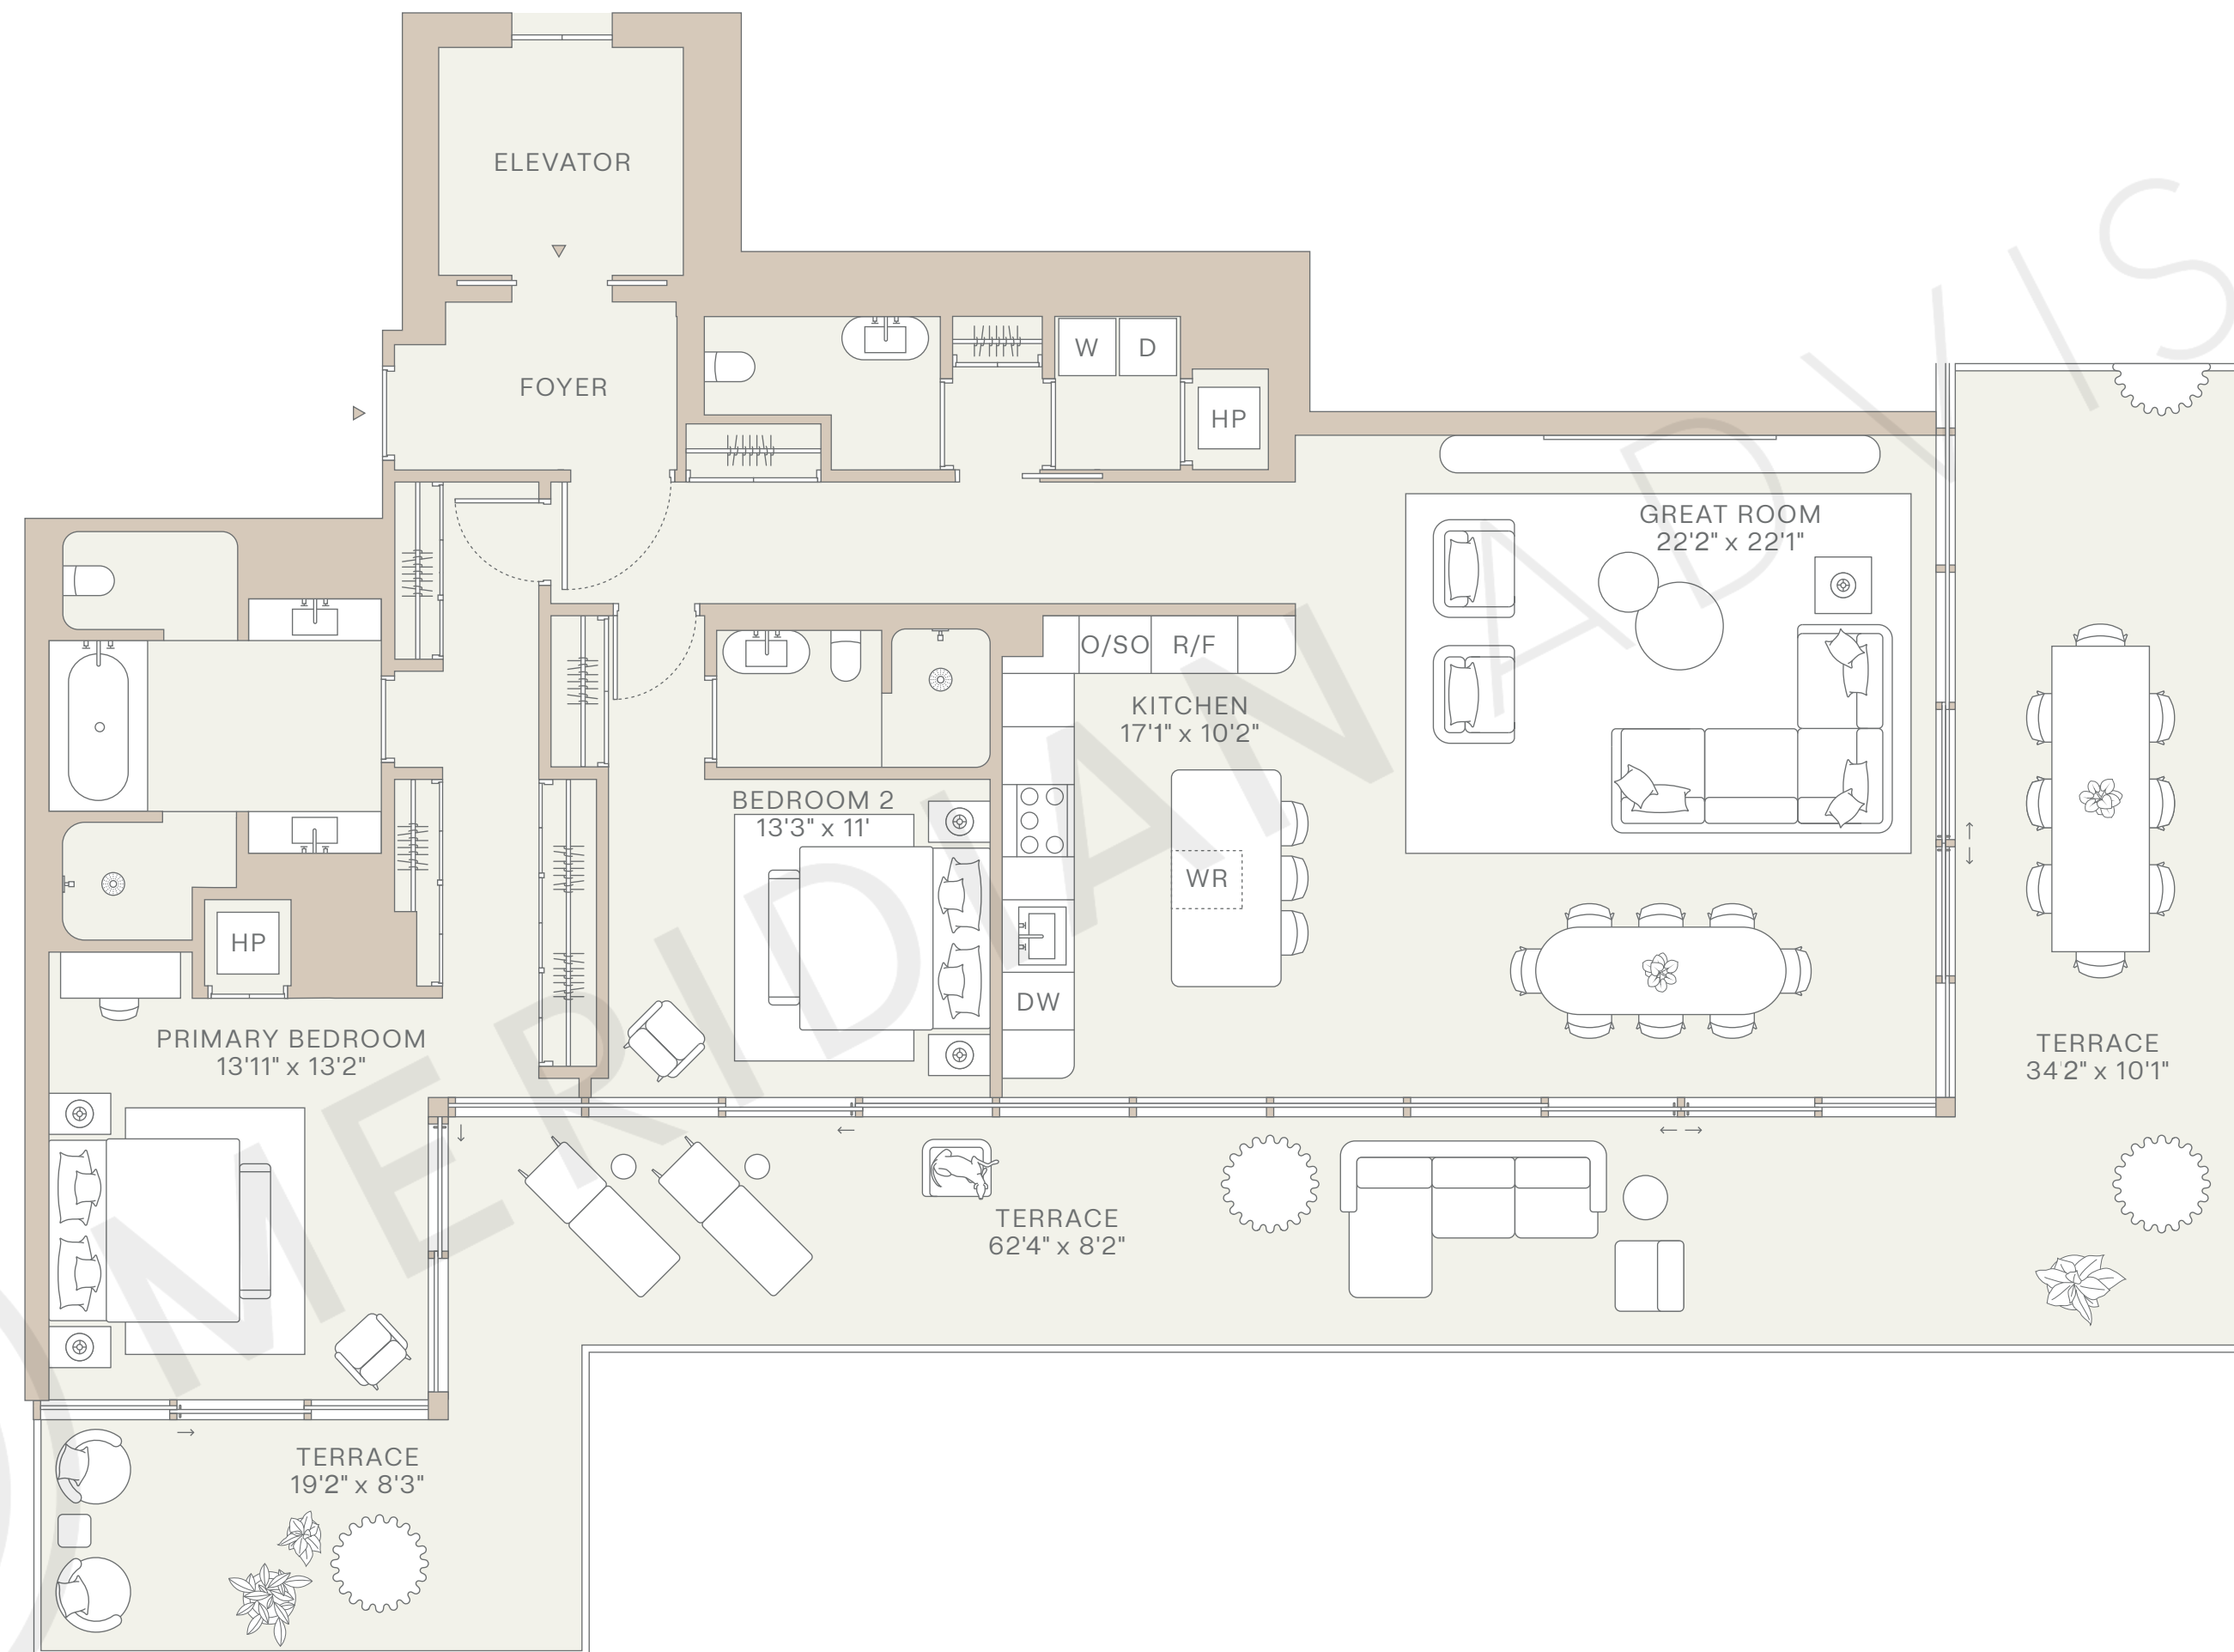 ELEVATOR
FOYER
W
D
HP
GREAT ROOM
22'2" x 22'1"
O/SO
R/F
KITCHEN
17'1" x 10'2"
BEDROOM 2
13'3" x 11'
WR
HP
DW
PRIMARY BEDROOM
13'11" x 13'2"
TERRACE
34'2" x 10'1"
TERRACE
62'4" x 8'2"
TERRACE
19'2" x 8'3"
MERIDIAN ADVIS